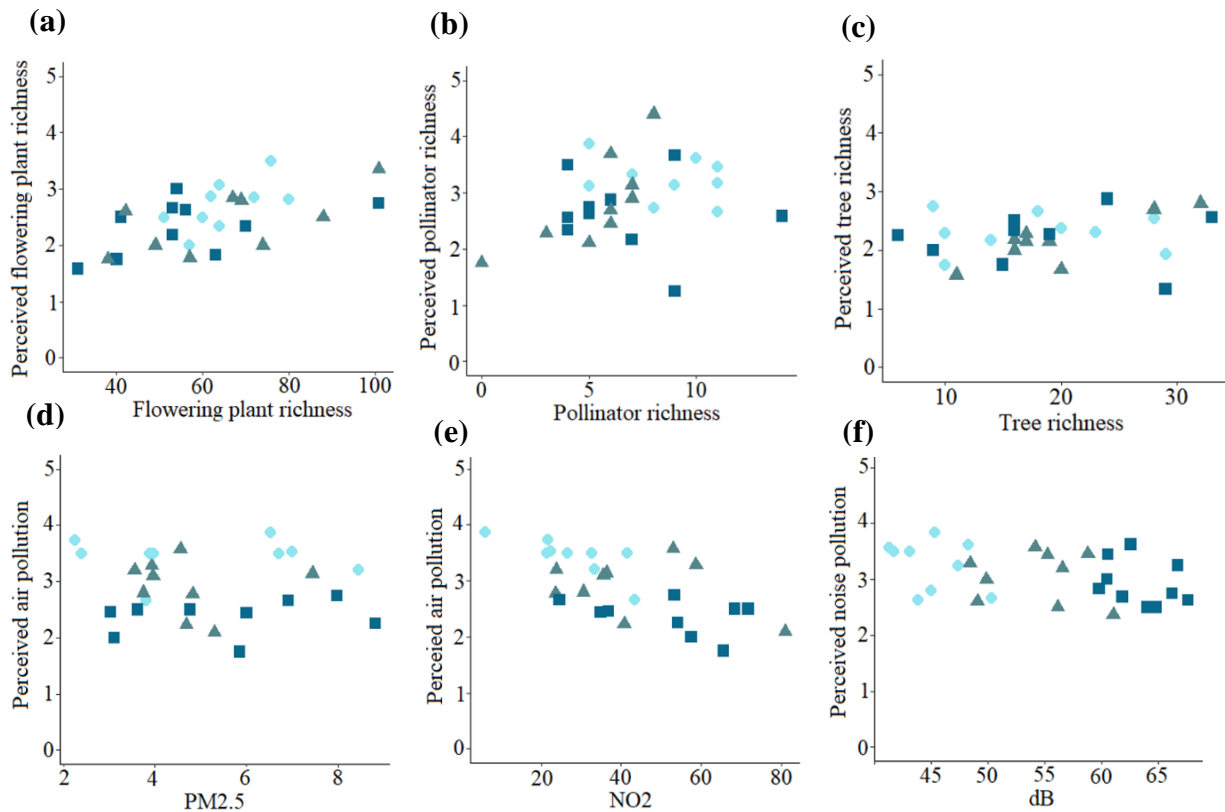 (a)
Perceived flowering plant richness
5
4
3
2
1
0
40 60 80 100
Flowering plant richness
(b)
Perceived pollinator richness
5
4
3
2
1
0
0 5 10
Pollinator richness
(c)
Perceived tree richness
5
4
3
2
1
0
10 20 30
Tree richness
(d)
Perceived air pollution
5
4
3
2
1
0
2 4 6 8
PM2.5
(e)
Perceied air pollution
5
4
3
2
1
0
20 40 60 80
NO2
(f)
Perceived noise pollution
5
4
3
2
1
0
45 50 55 60 65
dB